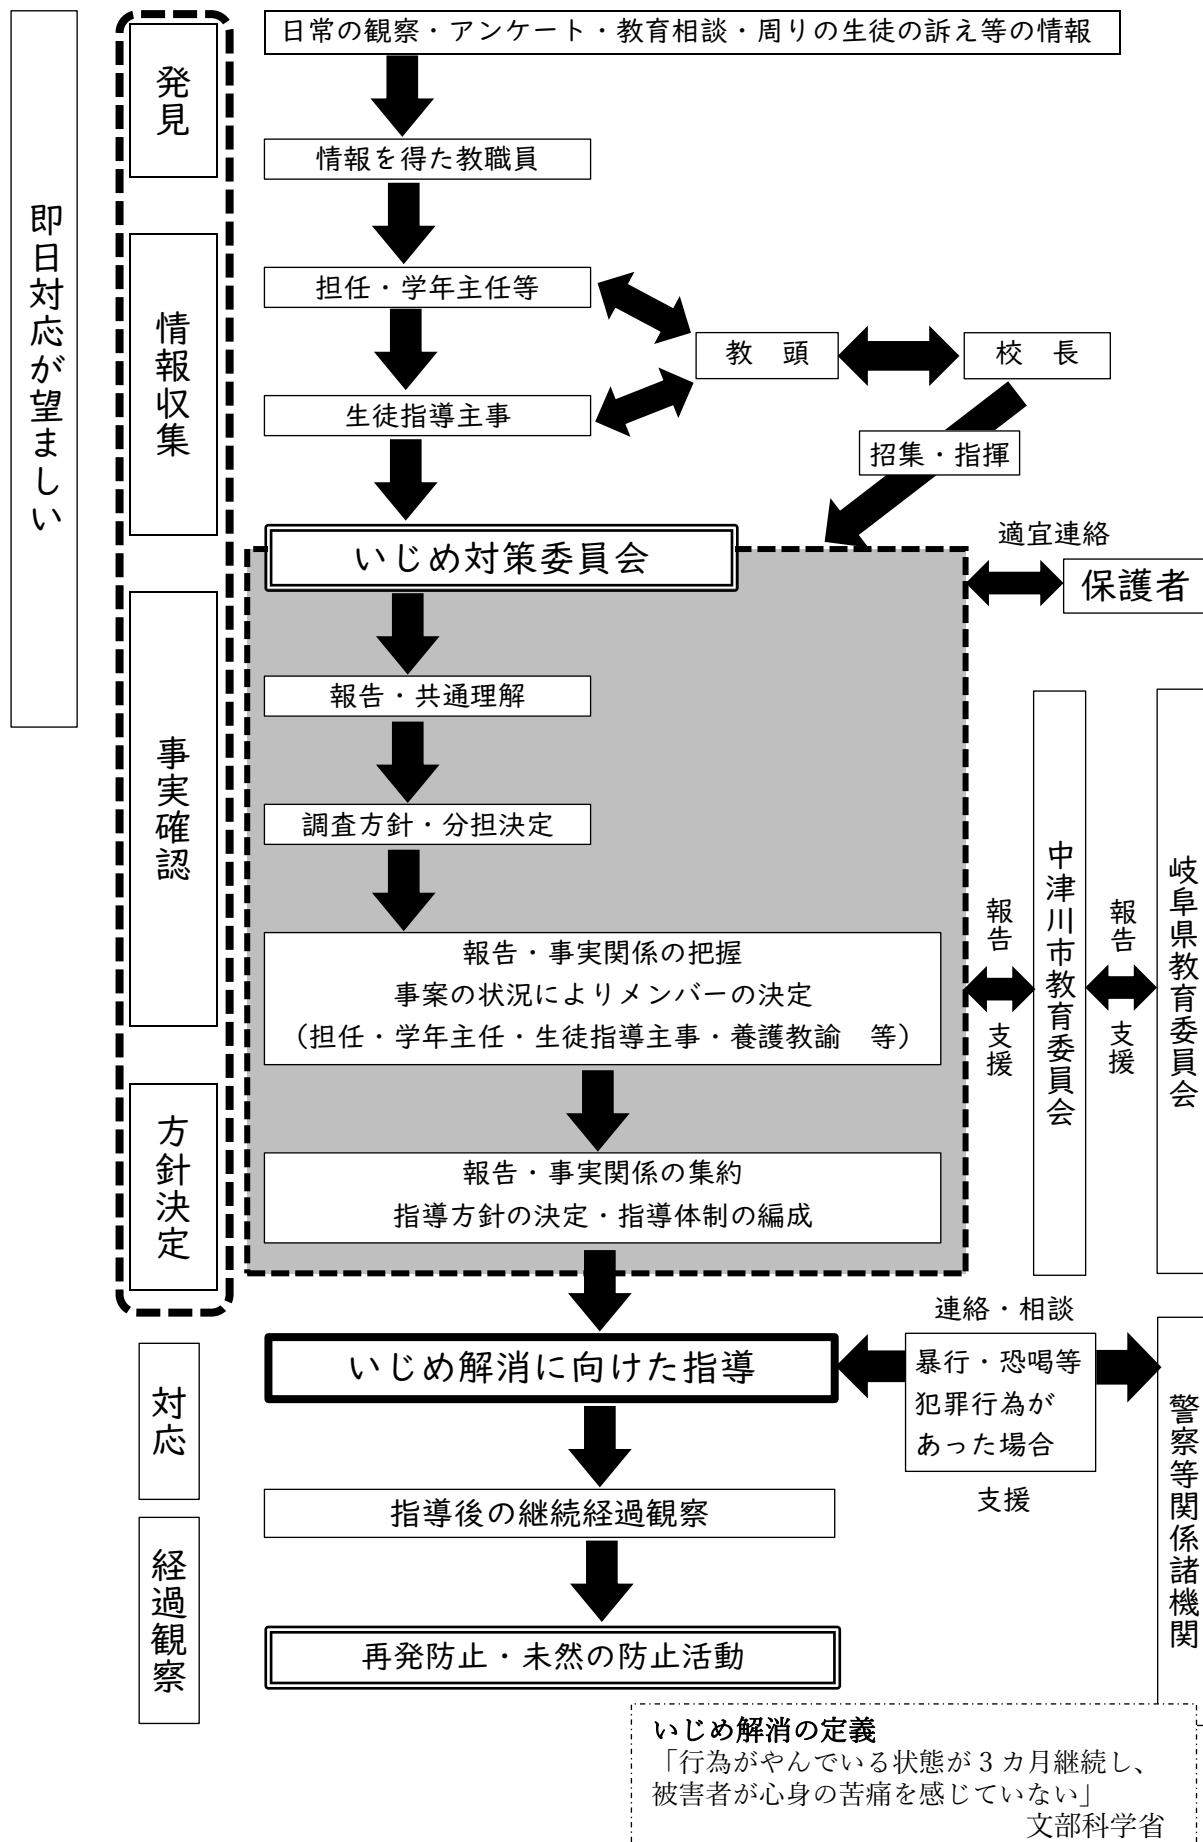 即日対応が望ましい
発見
情報収集
事実確認
方針決定
対応
経過観察
日常の観察・アンケート・教育相談・周りの生徒の訴え等の情報
情報を得た教職員
担任・学年主任等
教 頭
校 長
生徒指導主事
招集・指揮
いじめ対策委員会
適宜連絡
保護者
報告・共通理解
調査方針・分担決定
報告・事実関係の把握
事案の状況によりメンバーの決定
（担任・学年主任・生徒指導主事・養護教諭 等）
報告
支援
中津川市教育委員会
報告
支援
岐阜県教育委員会
報告・事実関係の集約
指導方針の決定・指導体制の編成
いじめ解消に向けた指導
連絡・相談
暴行・恐喝等
犯罪行為が
あった場合
支援
警察等関係諸機関
指導後の継続経過観察
再発防止・未然の防止活動
いじめ解消の定義
「行為がやんでいる状態が３カ月継続し、
被害者が心身の苦痛を感じていない」
文部科学省